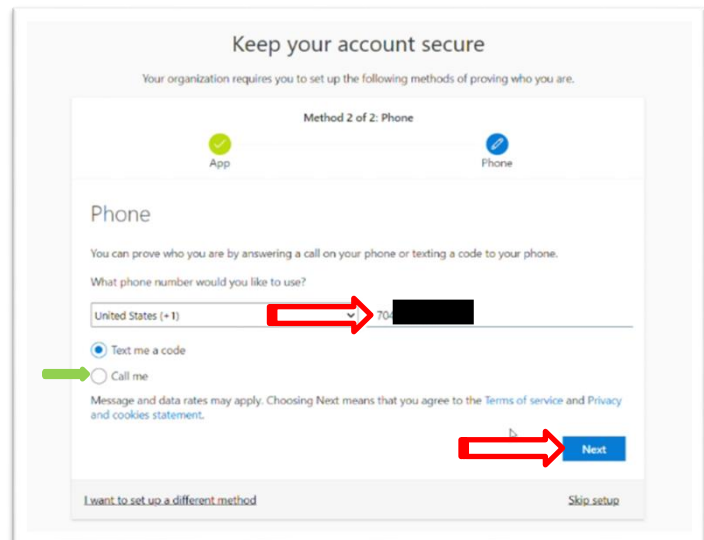 Keep your account secure
Your organization requires you to set up the following methods of proving who you are.
Method 2 of 2: Phone
App
Phone
Phone
You can prove who you are by answering a call on your phone or texting a code to your phone.
What phone number would you like to use?
United States (+1)
704
Text me a code
Call me
Message and data rates may apply. Choosing Next means that you agree to the Terms of service and Privacy
and cookies statement.
Next
I want to set up a different method
Skip setup